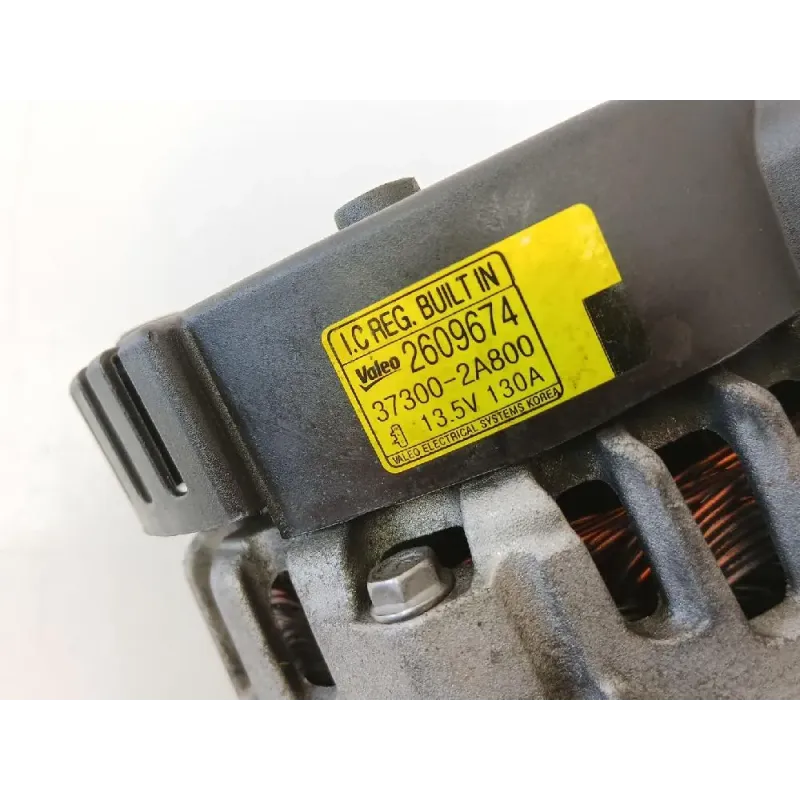 I.C REG. BUILT IN
Valeo 2609674
37300-2A800
13.5V 130A
VALEO ELECTRICAL SYSTEMS KOREA